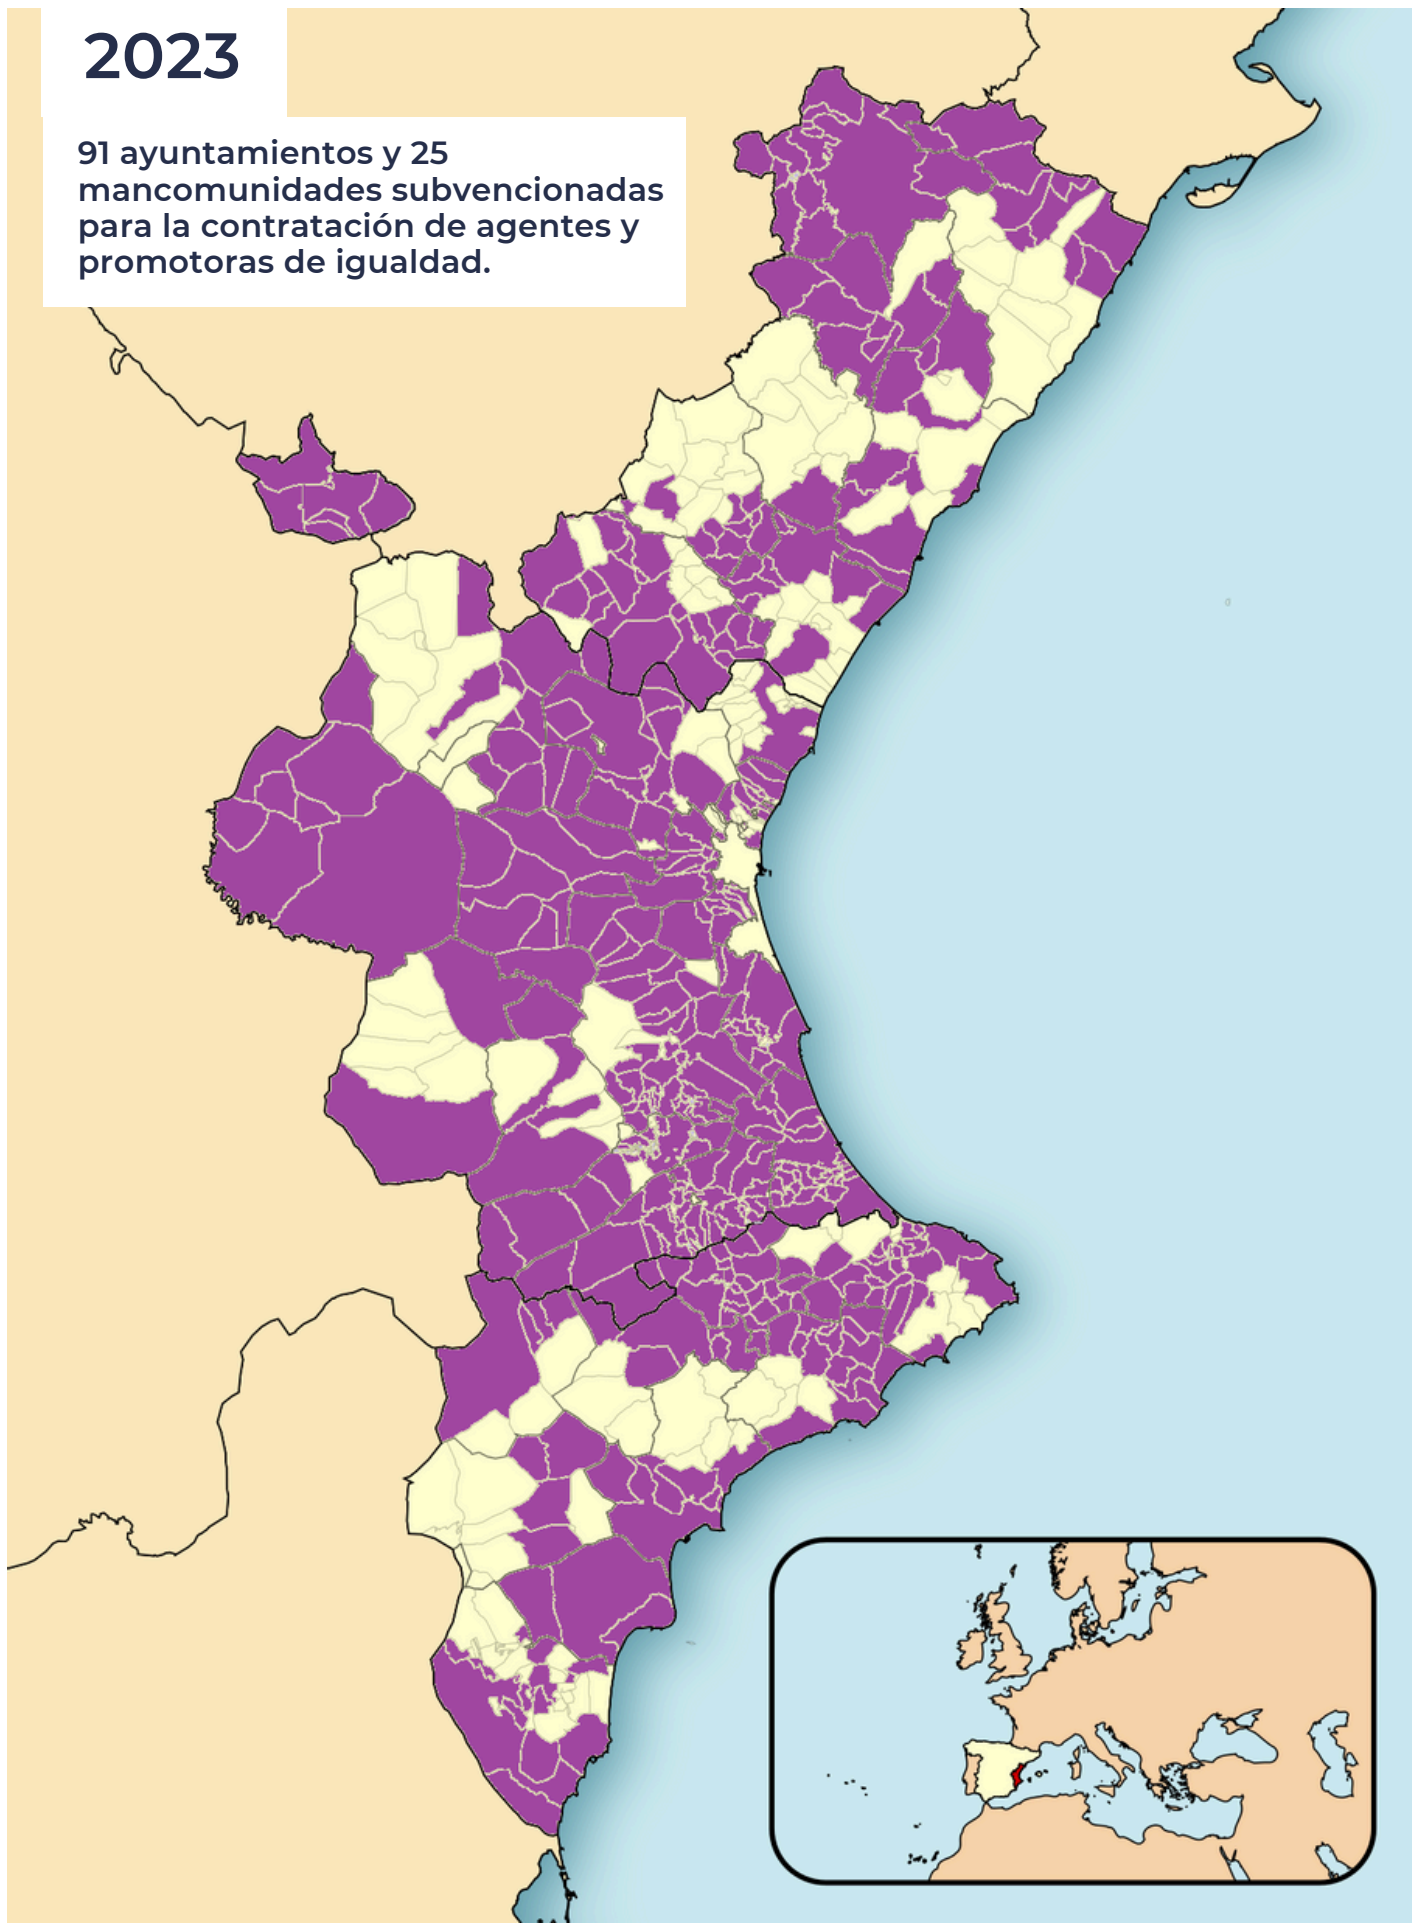 2023
91 ayuntamientos y 25
mancomunidades subvencionadas
para la contratación de agentes y
promotoras de igualdad.